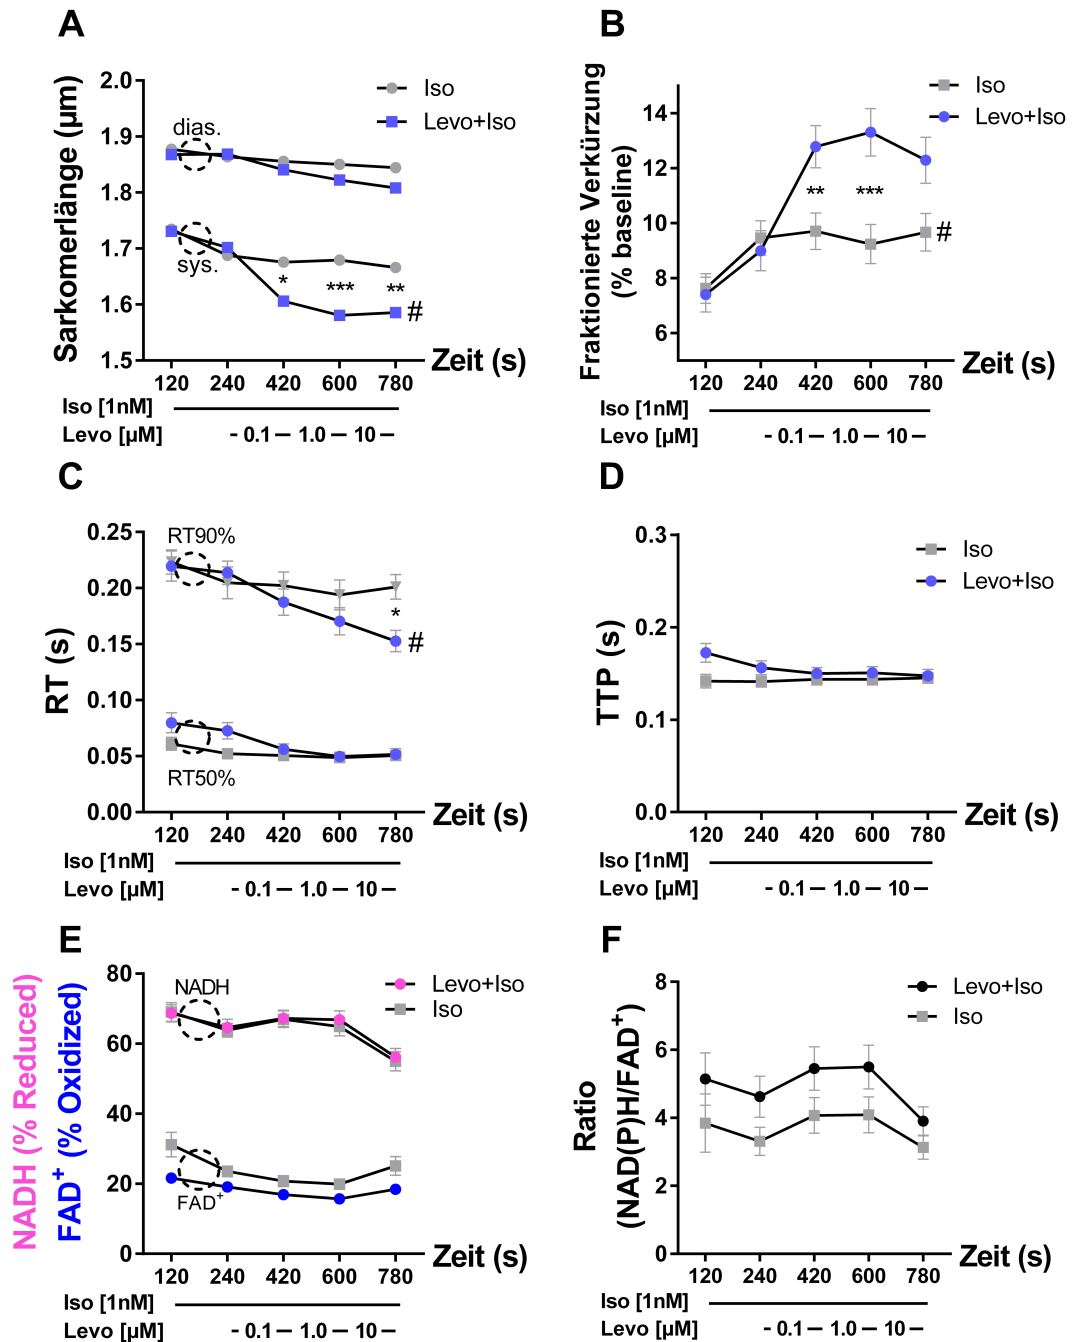 A
Sarkomerlänge (µm)
2.0
1.9
1.8
1.7
1.6
1.5
dias.
sys.
Iso
Levo+Iso
* *** **
#
120 240 420 600 780
Zeit (s)
Iso [1nM]
Levo [µM] - 0.1 – 1.0 – 10 –
B
Fraktionierte Verkürzung
(% baseline)
14
12
10
8
6
Iso
Levo+Iso
** ***
#
120 240 420 600 780
Zeit (s)
Iso [1nM]
Levo [µM] - 0.1 – 1.0 – 10 –
C
RT (s)
0.25
0.20
0.15
0.10
0.05
0.00
RT90%
*
#
RT50%
120 240 420 600 780
Zeit (s)
Iso [1nM]
Levo [µM] - 0.1 – 1.0 – 10 –
D
TTP (s)
0.3
0.2
0.1
0.0
Iso
Levo+Iso
120 240 420 600 780
Zeit (s)
Iso [1nM]
Levo [µM] - 0.1 – 1.0 – 10 –
E
NADH (% Reduced)
FAD⁺ (% Oxidized)
80
60
40
20
0
NADH
FAD⁺
Levo+Iso
Iso
120 240 420 600 780
Zeit (s)
Iso [1nM]
Levo [µM] - 0.1 – 1.0 – 10 –
F
Ratio
(NAD(P)H/FAD⁺)
8
6
4
2
0
Levo+Iso
Iso
120 240 420 600 780
Zeit (s)
Iso [1nM]
Levo [µM] - 0.1 – 1.0 – 10 –